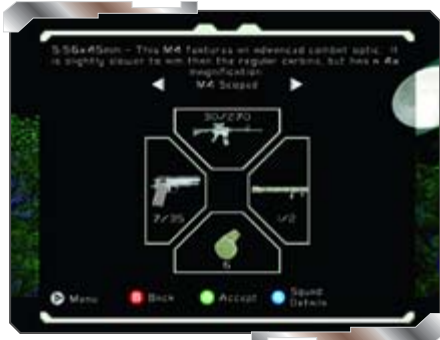 5.56x45mm - This M4 features an advanced combat optic. It
is slightly slower to aim than the regular carbine, but has a 4x
magnification
M4 Scoped
30/270
7/35
1/2
6
Menu
Back
Accept
Squad
Details